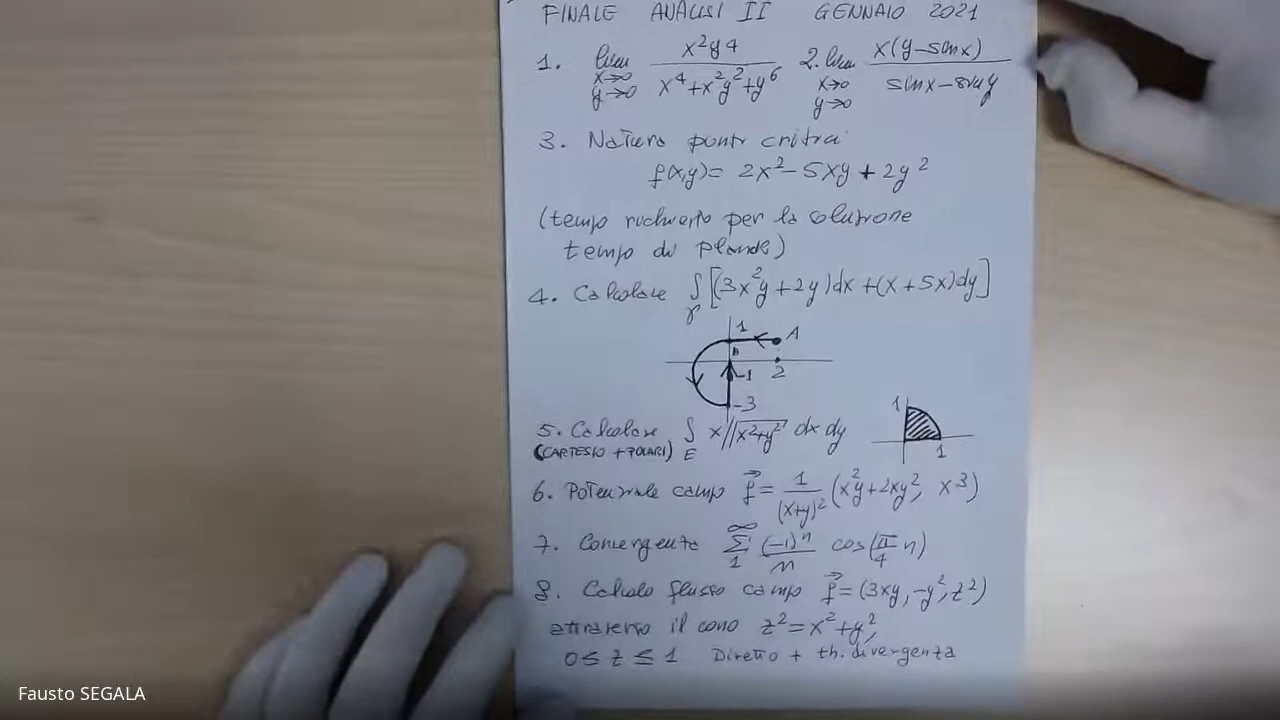 FINALE ANALISI II GENNAIO 2021
1. lim x→0 y→0 x²y⁴ / x⁴+x²y²+y⁶ 2. lim x→0 y→0 x(y-sinx) / sinx-siny
3. Natura punti critici
f(x,y)= 2x²-5xy+2y²
(tempo richiesto per la soluzione
tempo di Planck)
4. Calcolare ∫γ [(3x²y+2y)dx+(x+5x)dy]
1 A
B
-1 2
-3
5. Calcolare ∫E x/√x²+y² dx dy
(CARTESIO + POLARI)
1
1
6. Potenziale campo f⃗= 1/(x+y)² (x²y+2xy², x³)
7. Convergenza ∑₁^∞ (-1)ⁿ/n cos(π/4 n)
8. Calcolo flusso campo f⃗=(3xy,-y²,z²)
attraverso il cono z²=x²+y²,
0≤z≤1 Diretto + th. divergenza
Fausto SEGALA